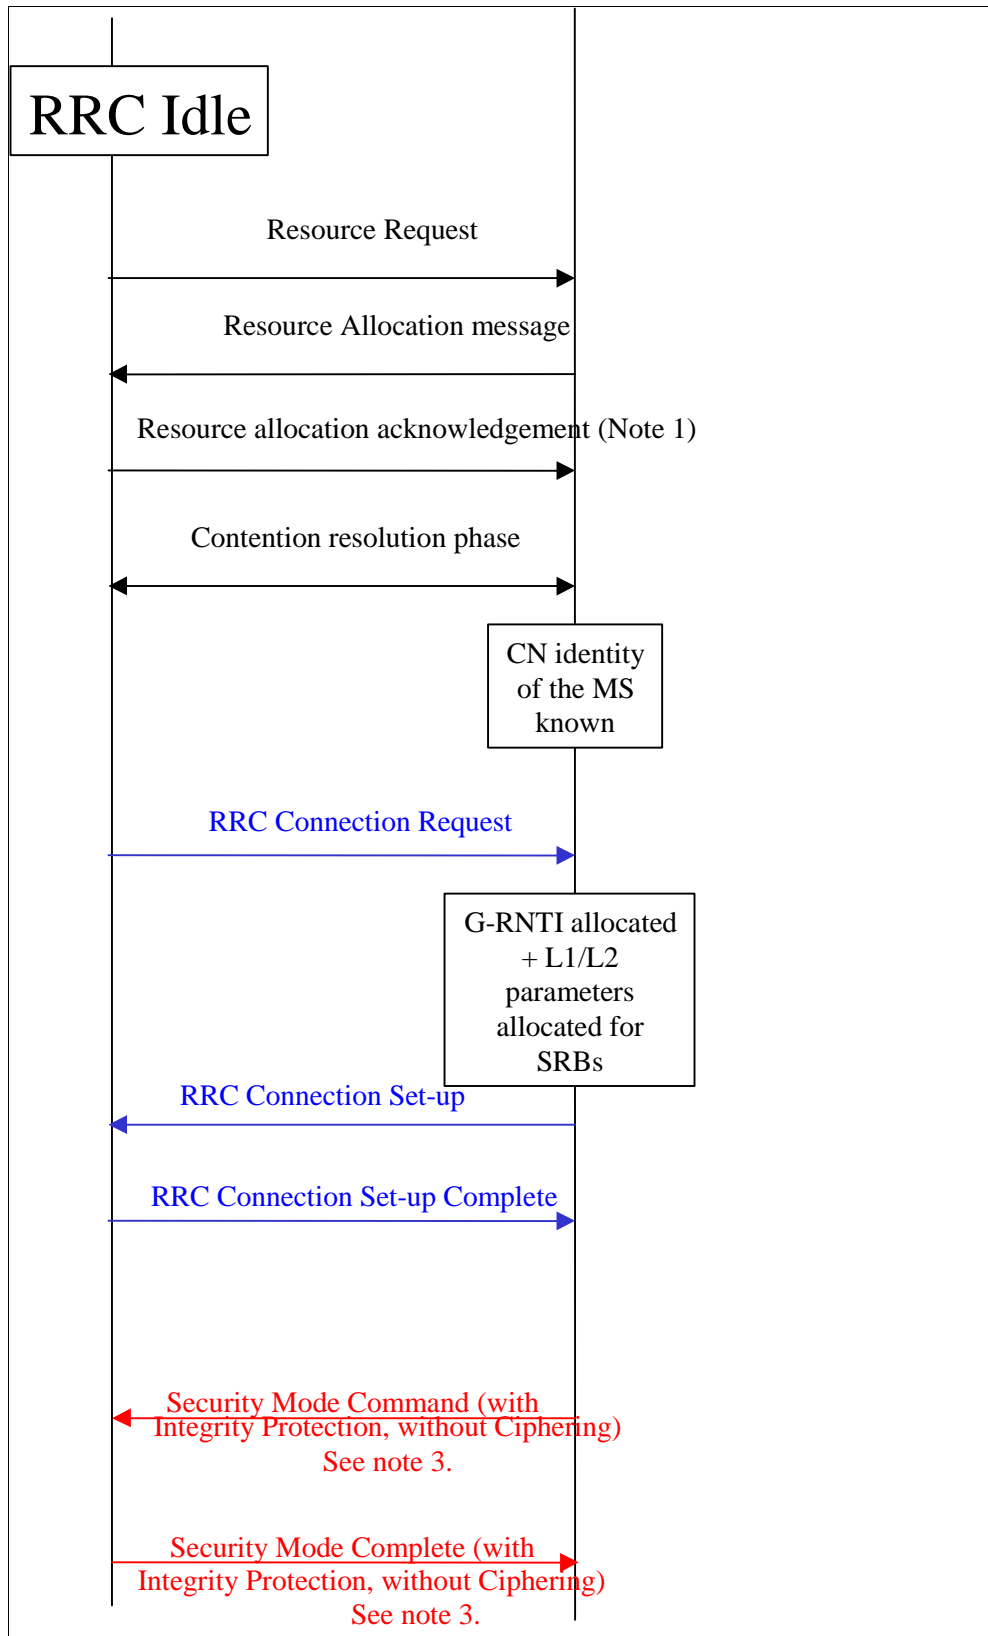 RRC Idle
Resource Request
Resource Allocation message
Resource allocation acknowledgement (Note 1)
Contention resolution phase
CN identity
of the MS
known
RRC Connection Request
G-RNTI allocated
+ L1/L2
parameters
allocated for
SRBs
RRC Connection Set-up
RRC Connection Set-up Complete
Security Mode Command (with
Integrity Protection, without Ciphering)
See note 3.
Security Mode Complete (with
Integrity Protection, without Ciphering)
See note 3.